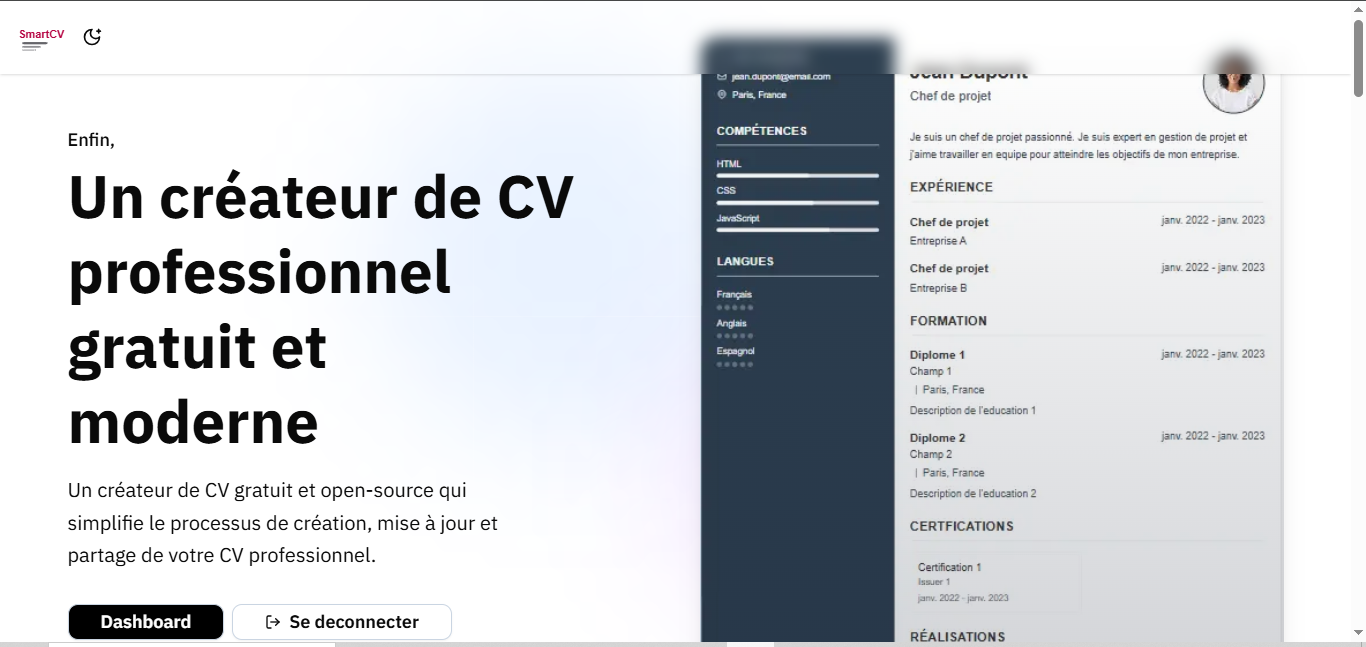 SmartCV
Enfin,
Un créateur de CV
professionnel
gratuit et
moderne
Un créateur de CV gratuit et open-source qui
simplifie le processus de création, mise à jour et
partage de votre CV professionnel.
Dashboard
Se deconnecter
jean.dupont@email.com
Paris, France
COMPÉTENCES
HTML
CSS
JavaScript
LANGUES
Français
Anglais
Espagnol
Jean Dupont
Chef de projet
Je suis un chef de projet passionné. Je suis expert en gestion de projet et
j'aime travailler en equipe pour atteindre les objectifs de mon entreprise.
EXPÉRIENCE
Chef de projet janv. 2022 - janv. 2023
Entreprise A
Chef de projet janv. 2022 - janv. 2023
Entreprise B
FORMATION
Diplome 1 janv. 2022 - janv. 2023
Champ 1
| Paris, France
Description de l'education 1
Diplome 2 janv. 2022 - janv. 2023
Champ 2
| Paris, France
Description de l'education 2
CERTFICATIONS
Certification 1
Issuer 1
janv. 2022 - janv. 2023
RÉALISATIONS